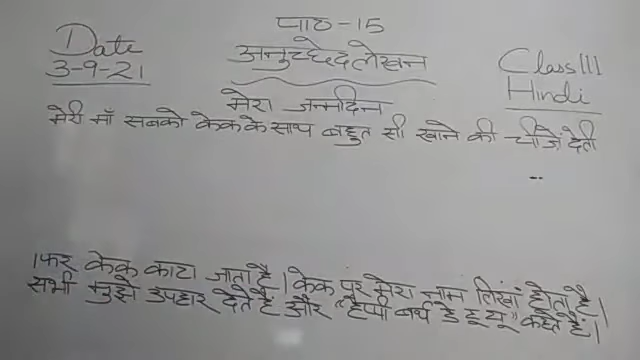 पाठ-15
Date
3-9-21
अनुच्छेदलेखन
Class III
Hindi
मेरा जन्मदिन
मेरी माँ सबको केक के साथ बहुत सी खाने की चीजें देती
फिर केक काटा जाता है। केक पर मेरा नाम लिखा होता है।
सभी मुझे उपहार देते हैं और "हैप्पी बर्थ डे टू यू" कहते हैं।